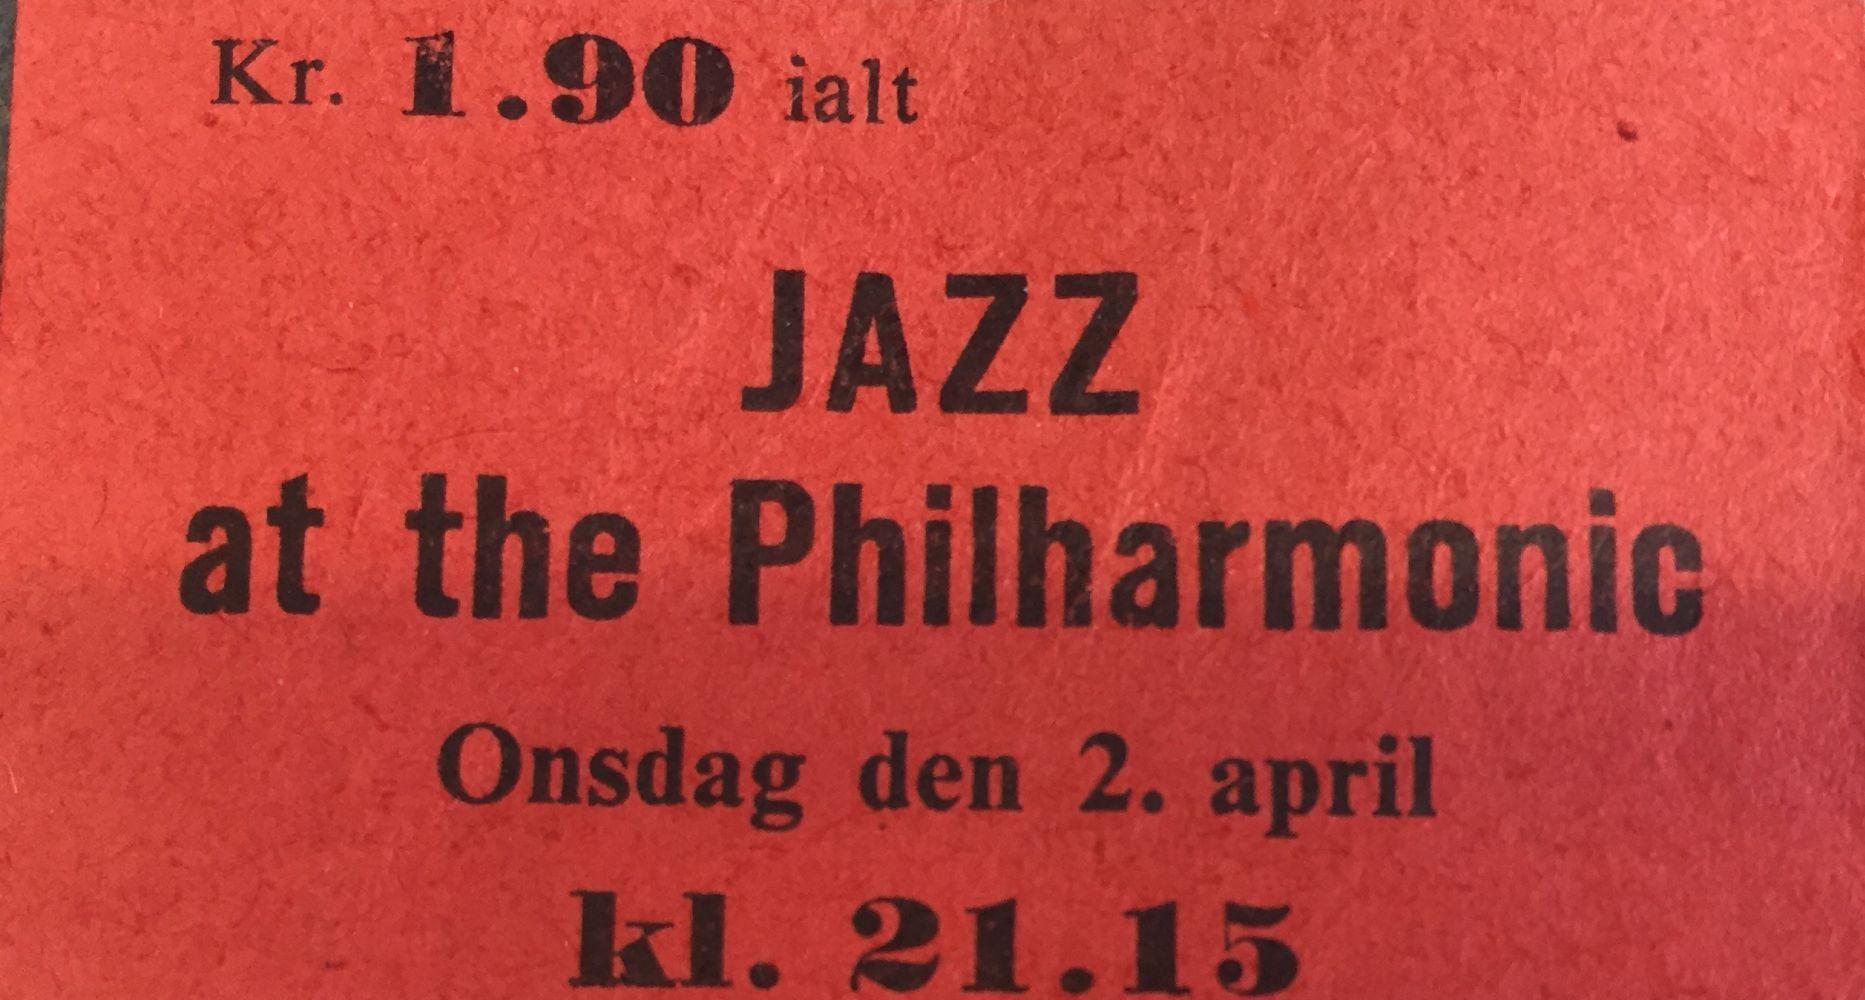 Kr. 1.90 ialt
JAZZ
at the Philharmonic
Onsdag den 2. april
kl. 21.15